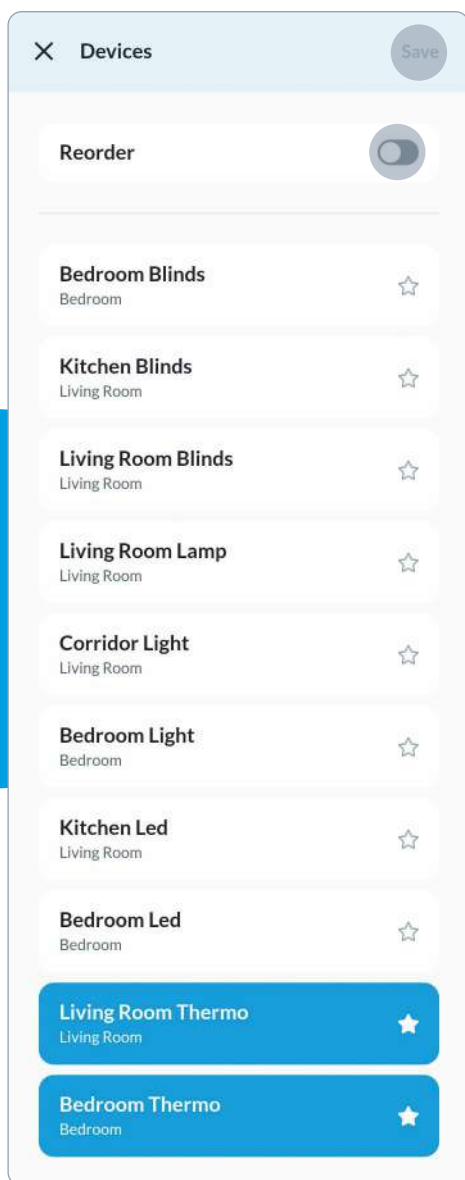 Devices
Save
Reorder
Bedroom Blinds
Bedroom
Kitchen Blinds
Living Room
Living Room Blinds
Living Room
Living Room Lamp
Living Room
Corridor Light
Living Room
Bedroom Light
Bedroom
Kitchen Led
Living Room
Bedroom Led
Bedroom
Living Room Thermo
Living Room
Bedroom Thermo
Bedroom